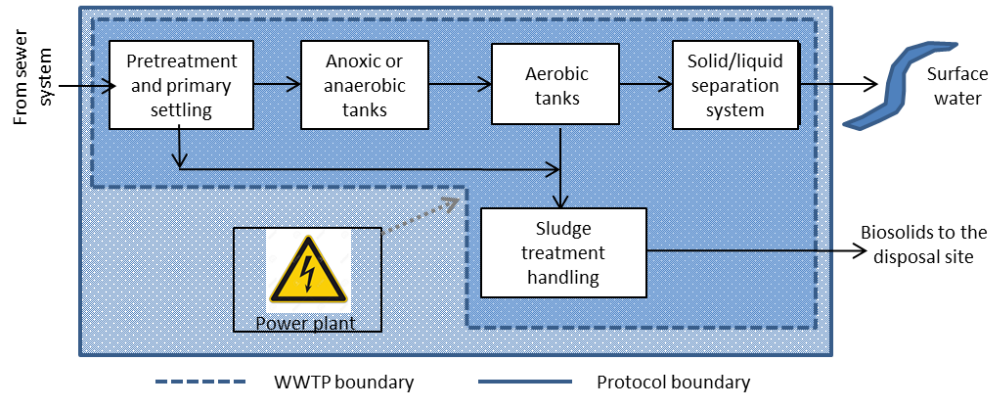 From sewer
system
Pretreatment
and primary
settling
Anoxic or
anaerobic
tanks
Aerobic
tanks
Solid/liquid
separation
system
Surface
water
Sludge
treatment
handling
Biosolids to the
disposal site
Power plant
WWTP boundary
Protocol boundary